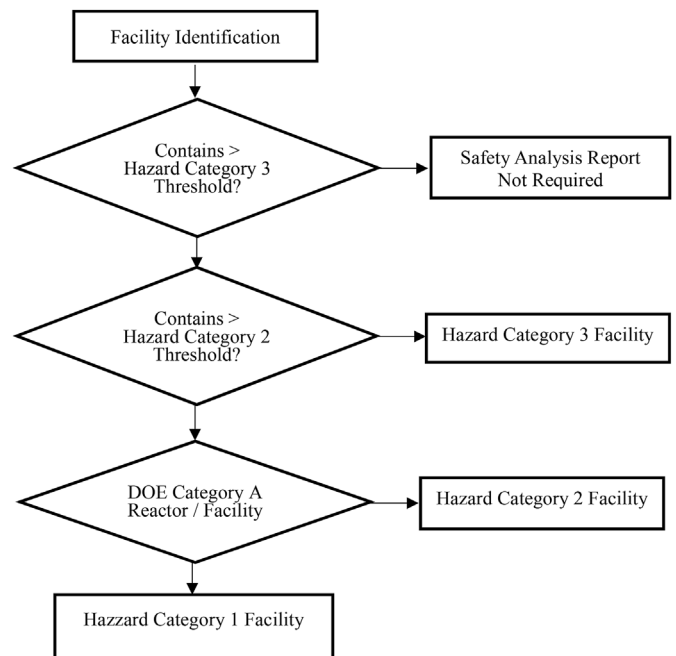 Facility Identification
Contains >
Hazard Category 3
Threshold?
Safety Analysis Report
Not Required
Contains >
Hazard Category 2
Threshold?
Hazard Category 3 Facility
DOE Category A
Reactor / Facility
Hazard Category 2 Facility
Hazzard Category 1 Facility